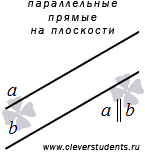 параллельные
прямые
на плоскости
a
b
a || b
www.cleverstudents.ru